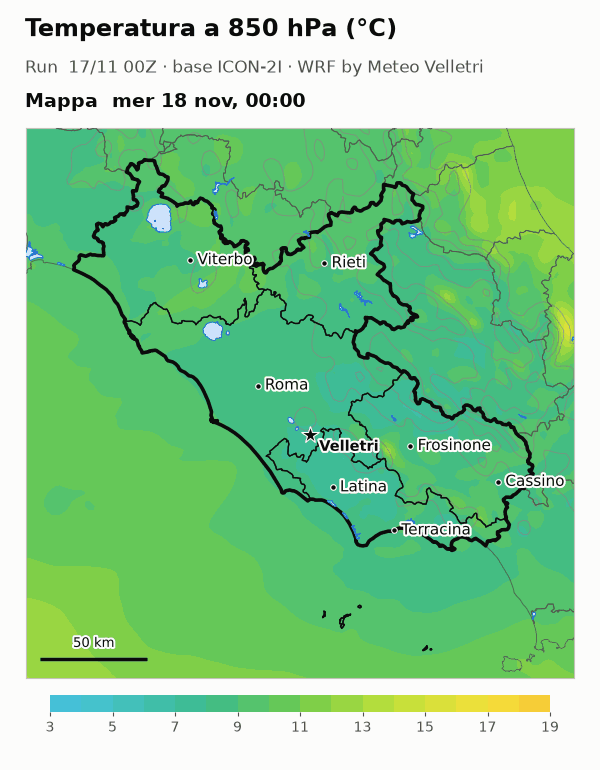 Temperatura a 850 hPa (°C)
Run  17/11 00Z · base ICON-2I · WRF by Meteo Velletri
Mappa  mer 18 nov, 00:00
Viterbo
Rieti
Roma
Velletri
Frosinone
Latina
Cassino
Terracina
50 km
3 5 7 9 11 13 15 17 19